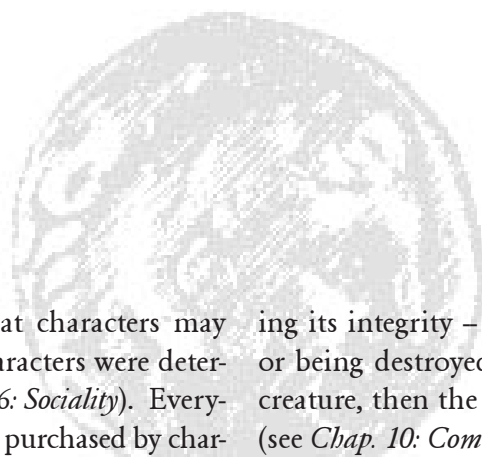 at characters may
aracters were deter-
6: Sociality). Every-
purchased by char-
ing its integrity –
or being destroyed
creature, then the
(see Chap. 10: Com